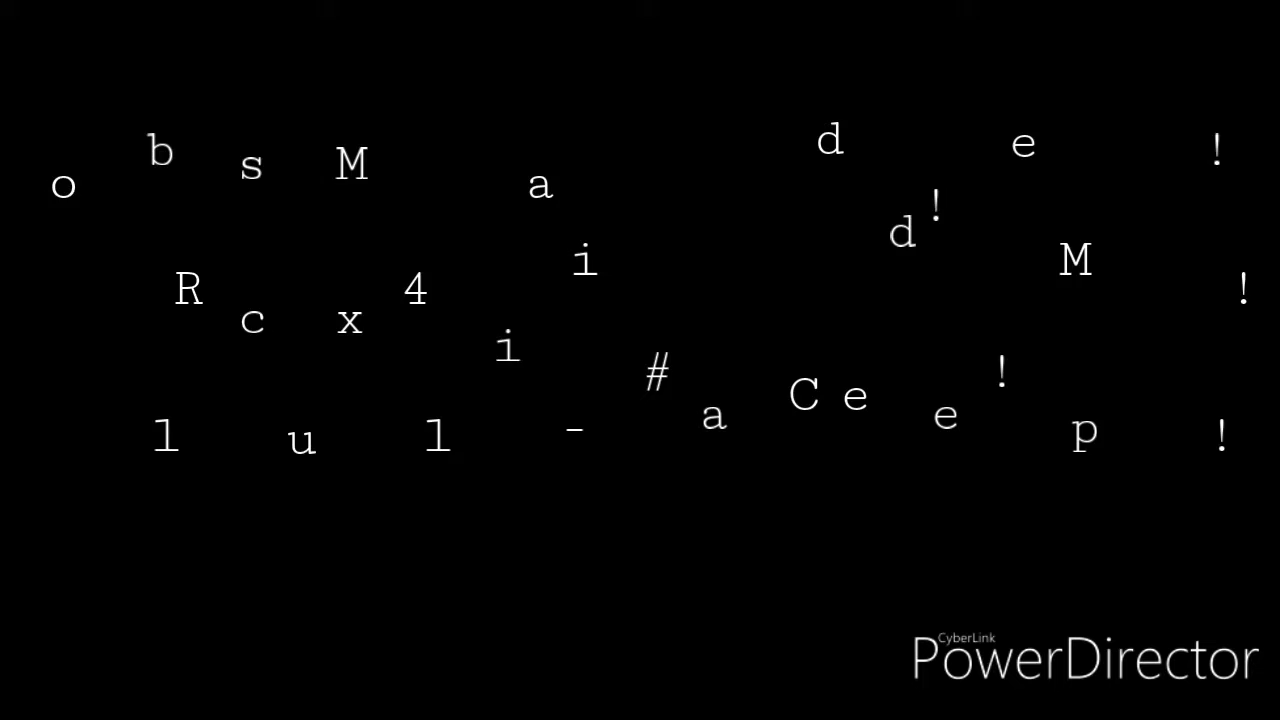 o b s M a d e !
R c x 4 i d ! M !
l u l - i # a C e e ! p !
CyberLink
PowerDirector